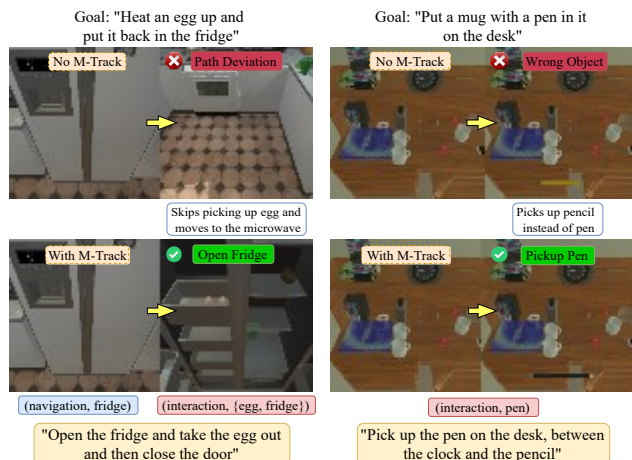 Goal: "Heat an egg up and
put it back in the fridge"
No M-Track
Path Deviation
Skips picking up egg and
moves to the microwave
With M-Track
Open Fridge
(navigation, fridge)
(interaction, {egg, fridge})
"Open the fridge and take the egg out
and then close the door"
Goal: "Put a mug with a pen in it
on the desk"
No M-Track
Wrong Object
Picks up pencil
instead of pen
With M-Track
Pickup Pen
(interaction, pen)
"Pick up the pen on the desk, between
the clock and the pencil"